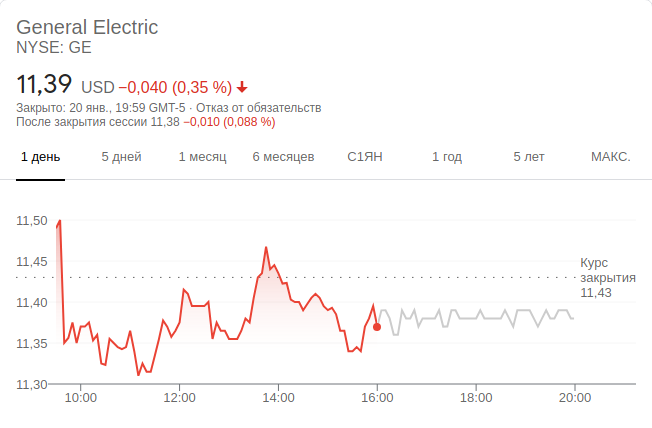 General Electric
NYSE: GE
11,39 USD −0,040 (0,35 %)
Закрыто: 20 янв., 19:59 GMT-5 · Отказ от обязательств
После закрытия сессии 11,38 −0,010 (0,088 %)
1 день 5 дней 1 месяц 6 месяцев С1ЯН 1 год 5 лет МАКС.
11,50
11,45
Курс
закрытия
11,43
11,40
11,35
11,30
10:00 12:00 14:00 16:00 18:00 20:00